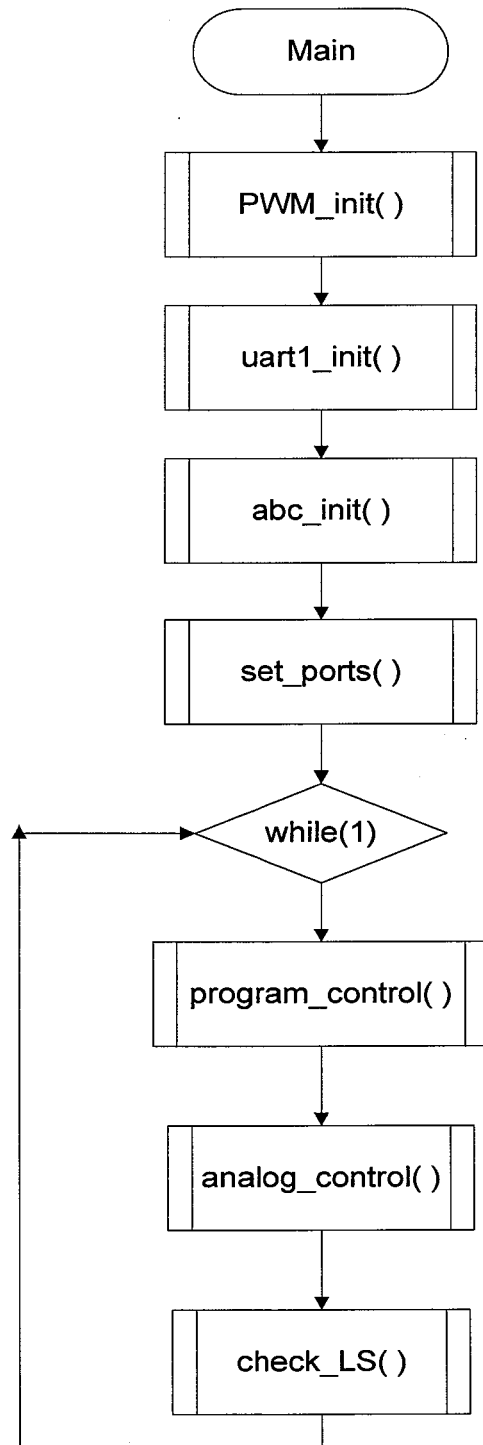 Main
PWM_init( )
uart1_init( )
abc_init( )
set_ports( )
while(1)
program_control( )
analog_control( )
check_LS( )